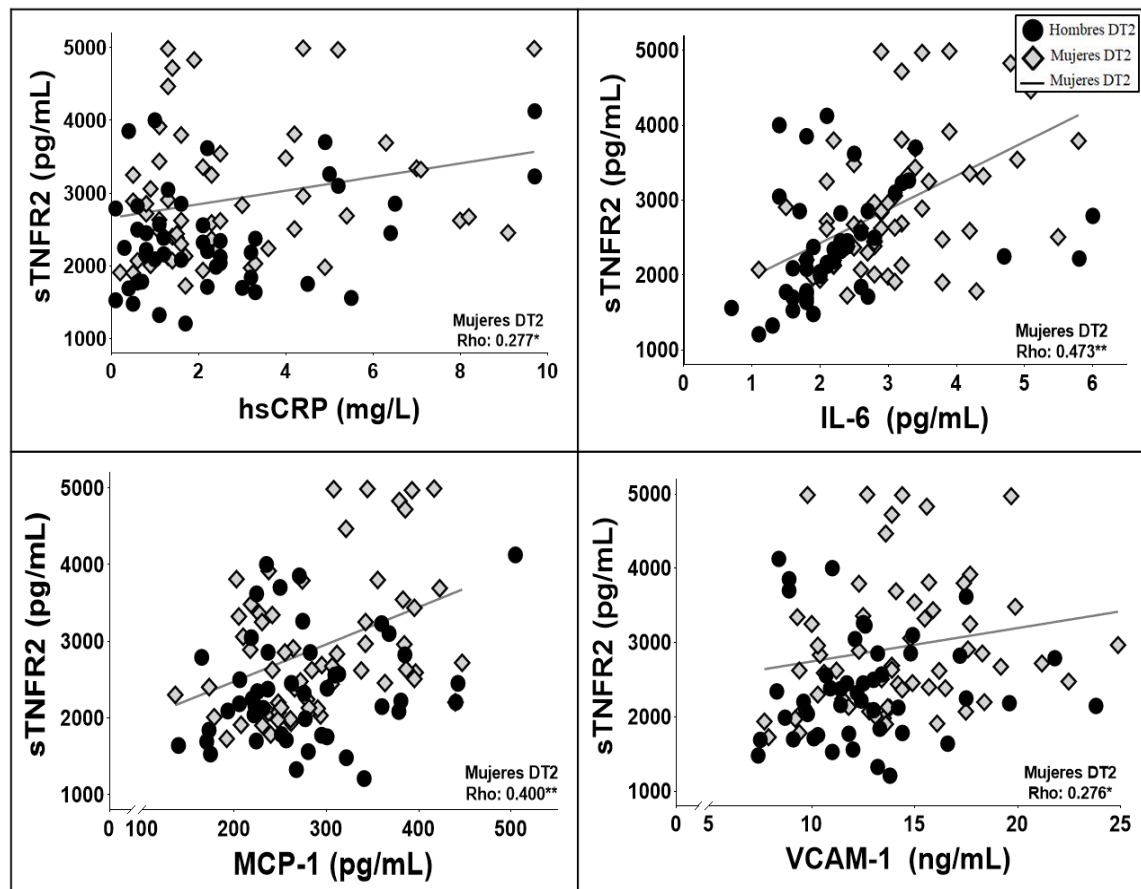 sTNFR2 (pg/mL)
5000
4000
3000
2000
1000
0
2
4
6
8
10
hsCRP (mg/L)
Mujeres DT2
Rho: 0.277*
Hombres DT2
Mujeres DT2
Mujeres DT2
sTNFR2 (pg/mL)
5000
4000
3000
2000
1000
0
1
2
3
4
5
6
IL-6 (pg/mL)
Mujeres DT2
Rho: 0.473**
sTNFR2 (pg/mL)
5000
4000
3000
2000
1000
0
100
200
300
400
500
MCP-1 (pg/mL)
Mujeres DT2
Rho: 0.400**
sTNFR2 (pg/mL)
5000
4000
3000
2000
1000
0
5
10
15
20
25
VCAM-1 (ng/mL)
Mujeres DT2
Rho: 0.276*